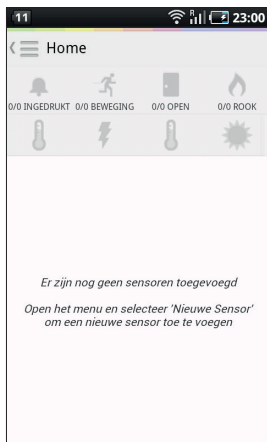 11 R 23:00
Home
0/0 INGEDRUKT 0/0 BEWEGING 0/0 OPEN 0/0 ROOK
Er zijn nog geen sensoren toegevoegd
Open het menu en selecteer 'Nieuwe Sensor'
om een nieuwe sensor toe te voegen